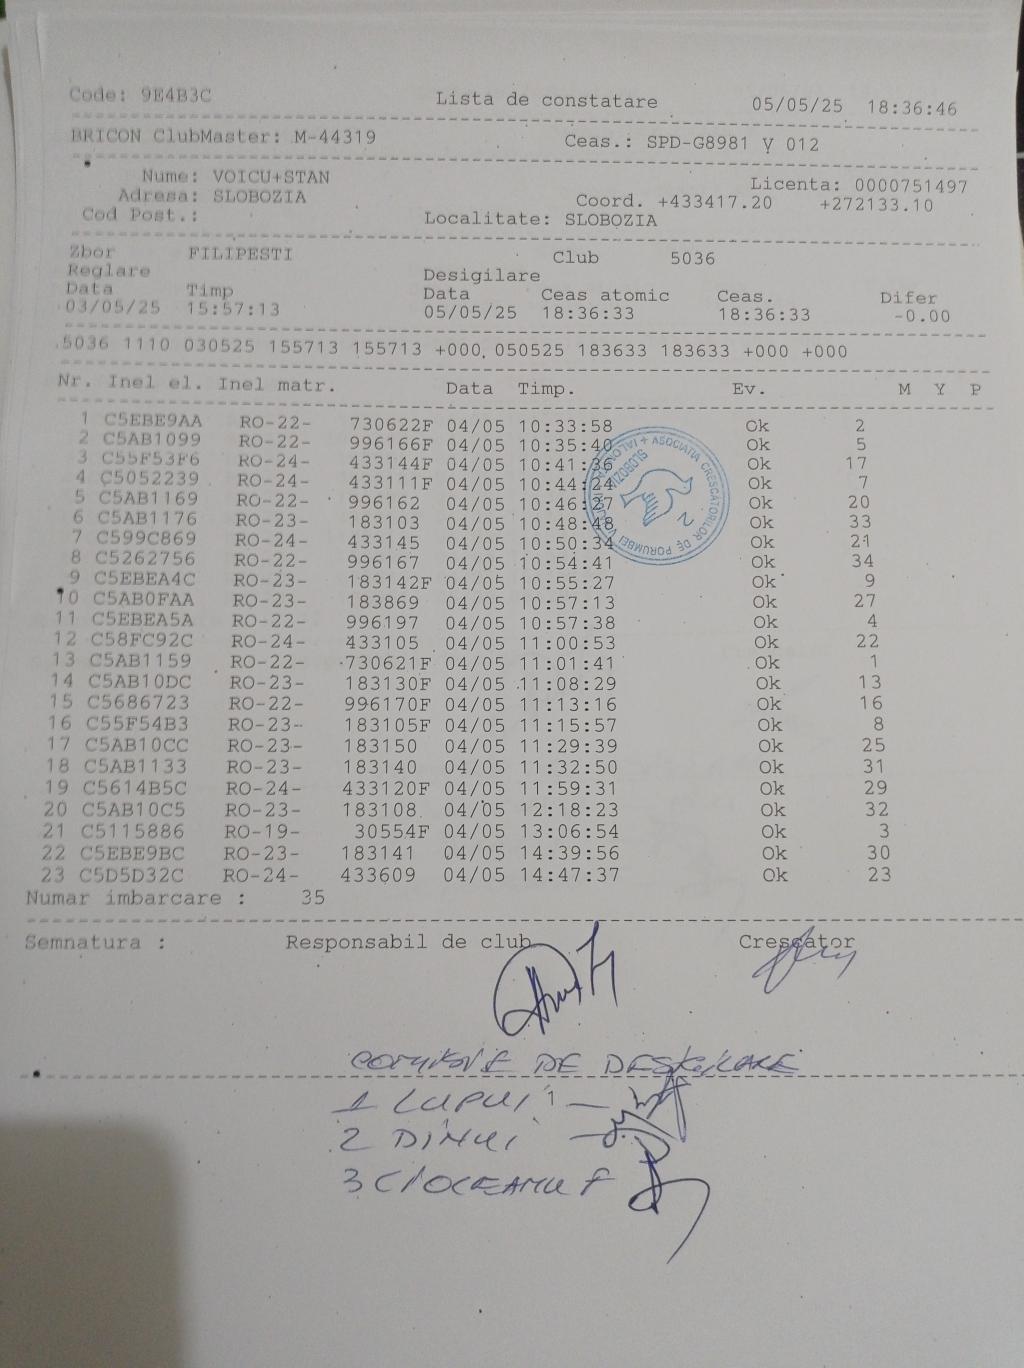 Code: 9E4B3C Lista de constatare 05/05/25 18:36:46
BRICON ClubMaster: M-44319 Ceas.: SPD-G8981 Y 012
Nume: VOICU+STAN Licenta: 0000751497
Adresa: SLOBOZIA Coord. +433417.20 +272133.10
Cod Post.: Localitate: SLOBOZIA
Zbor FILIPESTI Club 5036
Reglare Desigilare
Data Timp Data Ceas atomic Ceas. Difer
03/05/25 15:57:13 05/05/25 18:36:33 18:36:33 -0.00
5036 1110 030525 155713 155713 +000 050525 183633 183633 +000 +000
Nr. Inel el. Inel matr. Data Timp. Ev. M Y P
1 C5EBE9AA RO-22- 730622F 04/05 10:33:58 Ok 2
2 C5AB1099 RO-22- 996166F 04/05 10:35:40 Ok 5
3 C55F53F6 RO-24- 433144F 04/05 10:41:36 Ok 17
4 C5052239 RO-24- 433111F 04/05 10:44:24 Ok 7
5 C5AB1169 RO-22- 996162 04/05 10:46:27 Ok 20
6 C5AB1176 RO-23- 183103 04/05 10:48:48 Ok 33
7 C599C869 RO-24- 433145 04/05 10:50:34 Ok 21
8 C5262756 RO-22- 996167 04/05 10:54:41 Ok 34
9 C5EBEA4C RO-23- 183142F 04/05 10:55:27 Ok 9
10 C5AB0FAA RO-23- 183869 04/05 10:57:13 Ok 27
11 C5EBEA5A RO-22- 996197 04/05 10:57:38 Ok 4
12 C58FC92C RO-24- 433105 04/05 11:00:53 Ok 22
13 C5AB1159 RO-22- 730621F 04/05 11:01:41 Ok 1
14 C5AB10DC RO-23- 183130F 04/05 11:08:29 Ok 13
15 C5686723 RO-22- 996170F 04/05 11:13:16 Ok 16
16 C55F54B3 RO-23- 183105F 04/05 11:15:57 Ok 8
17 C5AB10CC RO-23- 183150 04/05 11:29:39 Ok 25
18 C5AB1133 RO-23- 183140 04/05 11:32:50 Ok 31
19 C5614B5C RO-24- 433120F 04/05 11:59:31 Ok 29
20 C5AB10C5 RO-23- 183108 04/05 12:18:23 Ok 32
21 C5115886 RO-19- 30554F 04/05 13:06:54 Ok 3
22 C5EBE9BC RO-23- 183141 04/05 14:39:56 Ok 30
23 C5D5D32C RO-24- 433609 04/05 14:47:37 Ok 23
Numar imbarcare : 35
ASOCIATIA CRESCATORILOR DE PORUMBEI
SLOBOZIA
2
Semnatura : Responsabil de club Crescator
DE DESIGILARE
1 LUPUI
2 DINUI
3 CIOCEANU F